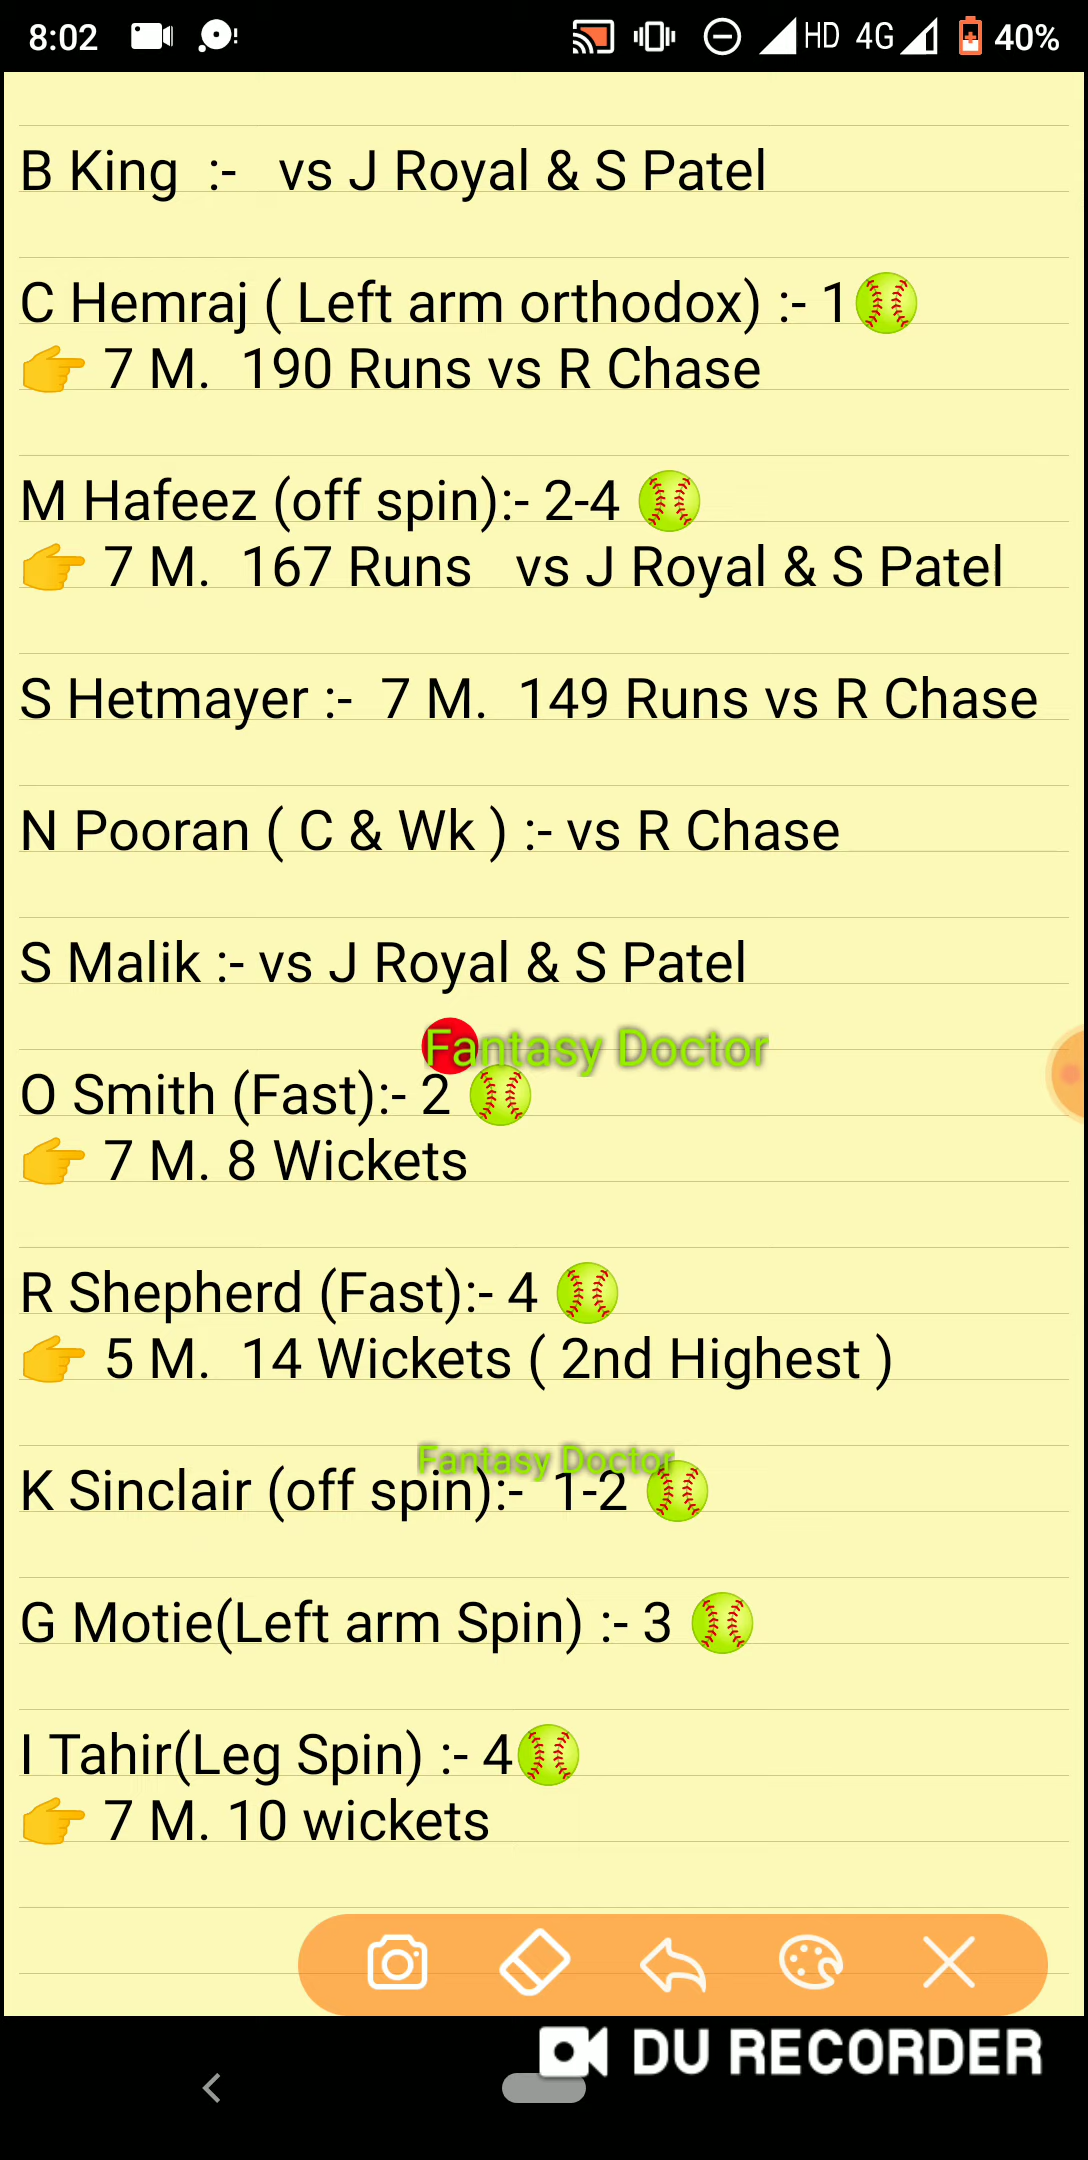 8:02 HD 4G 40%
B King :- vs J Royal & S Patel
C Hemraj ( Left arm orthodox) :- 1🥎
👉 7 M. 190 Runs vs R Chase
M Hafeez (off spin):- 2-4 🥎
👉 7 M. 167 Runs vs J Royal & S Patel
S Hetmayer :- 7 M. 149 Runs vs R Chase
N Pooran ( C & Wk ) :- vs R Chase
S Malik :- vs J Royal & S Patel
Fantasy Doctor
O Smith (Fast):- 2 🥎
👉 7 M. 8 Wickets
R Shepherd (Fast):- 4 🥎
👉 5 M. 14 Wickets ( 2nd Highest )
Fantasy Doctor
K Sinclair (off spin):- 1-2 🥎
G Motie(Left arm Spin) :- 3 🥎
I Tahir(Leg Spin) :- 4🥎
👉 7 M. 10 wickets
DU RECORDER